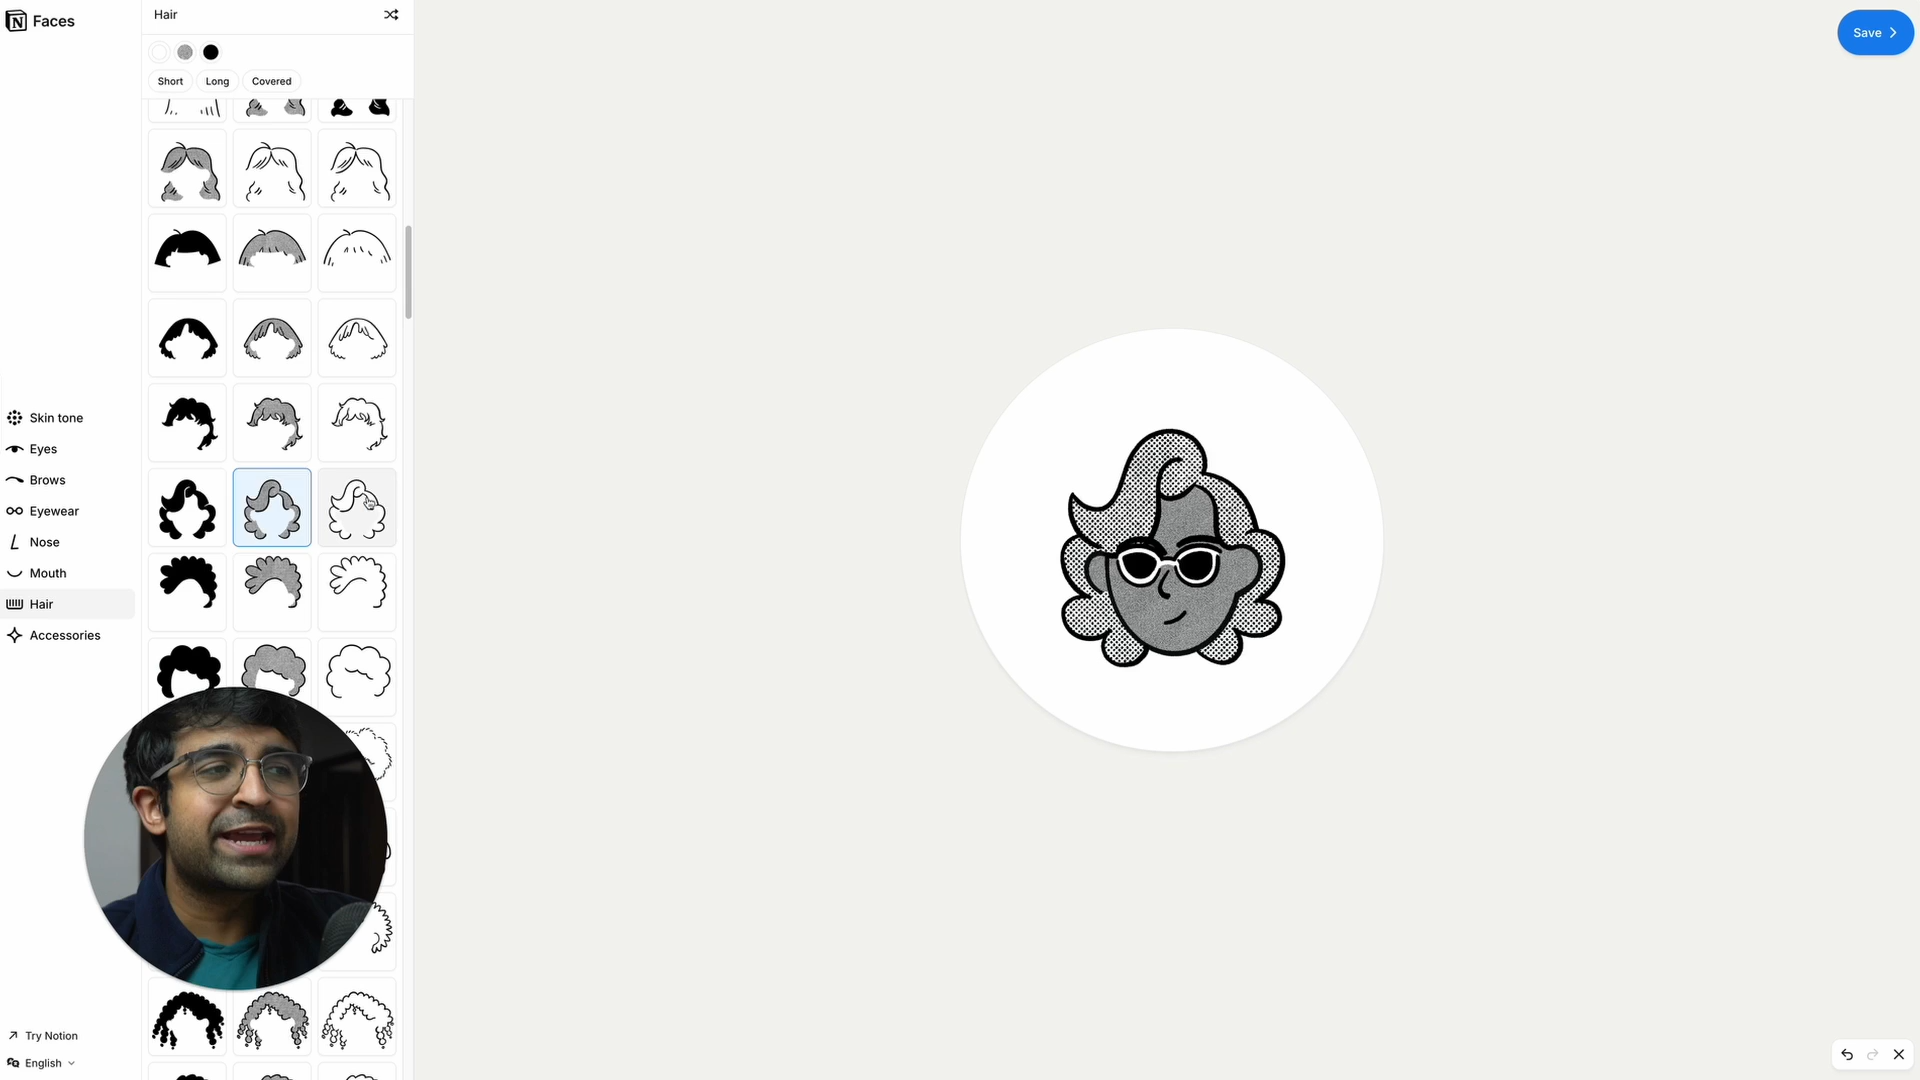 Faces
Hair
Short
Long
Covered
Skin tone
Eyes
Brows
Eyewear
Nose
Mouth
Hair
Accessories
Try Notion
English
Save